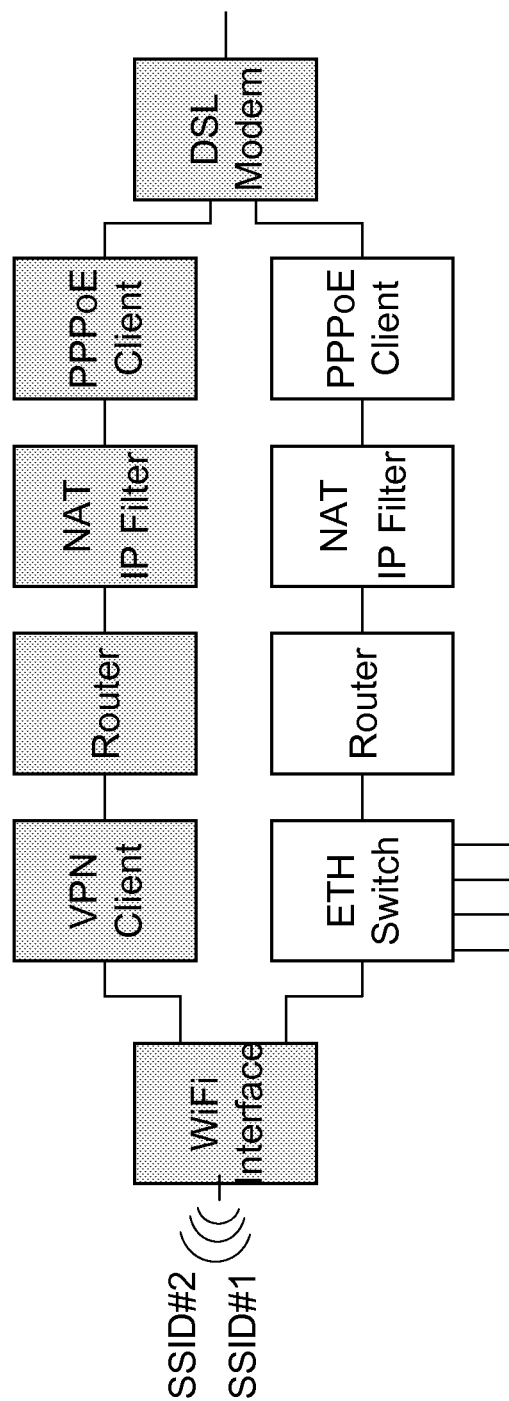 SSID#2
SSID#1
WiFi
Interface
VPN
Client
Router
NAT
IP Filter
PPPoE
Client
ETH
Switch
Router
NAT
IP Filter
PPPoE
Client
DSL
Modem